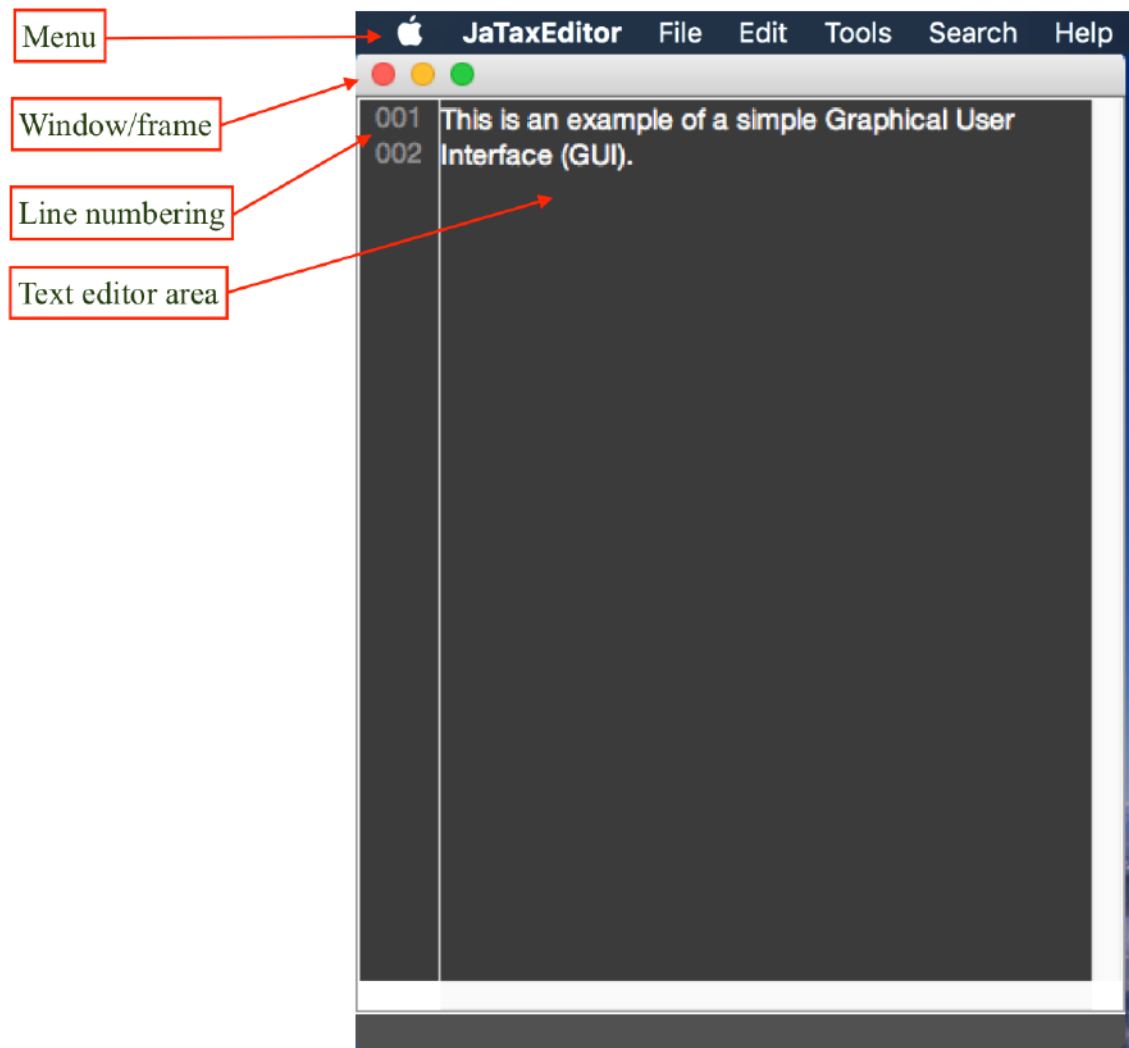 Menu
JaTaxEditor File Edit Tools Search Help
Window/frame
001 This is an example of a simple Graphical User
002 Interface (GUI).
Line numbering
Text editor area